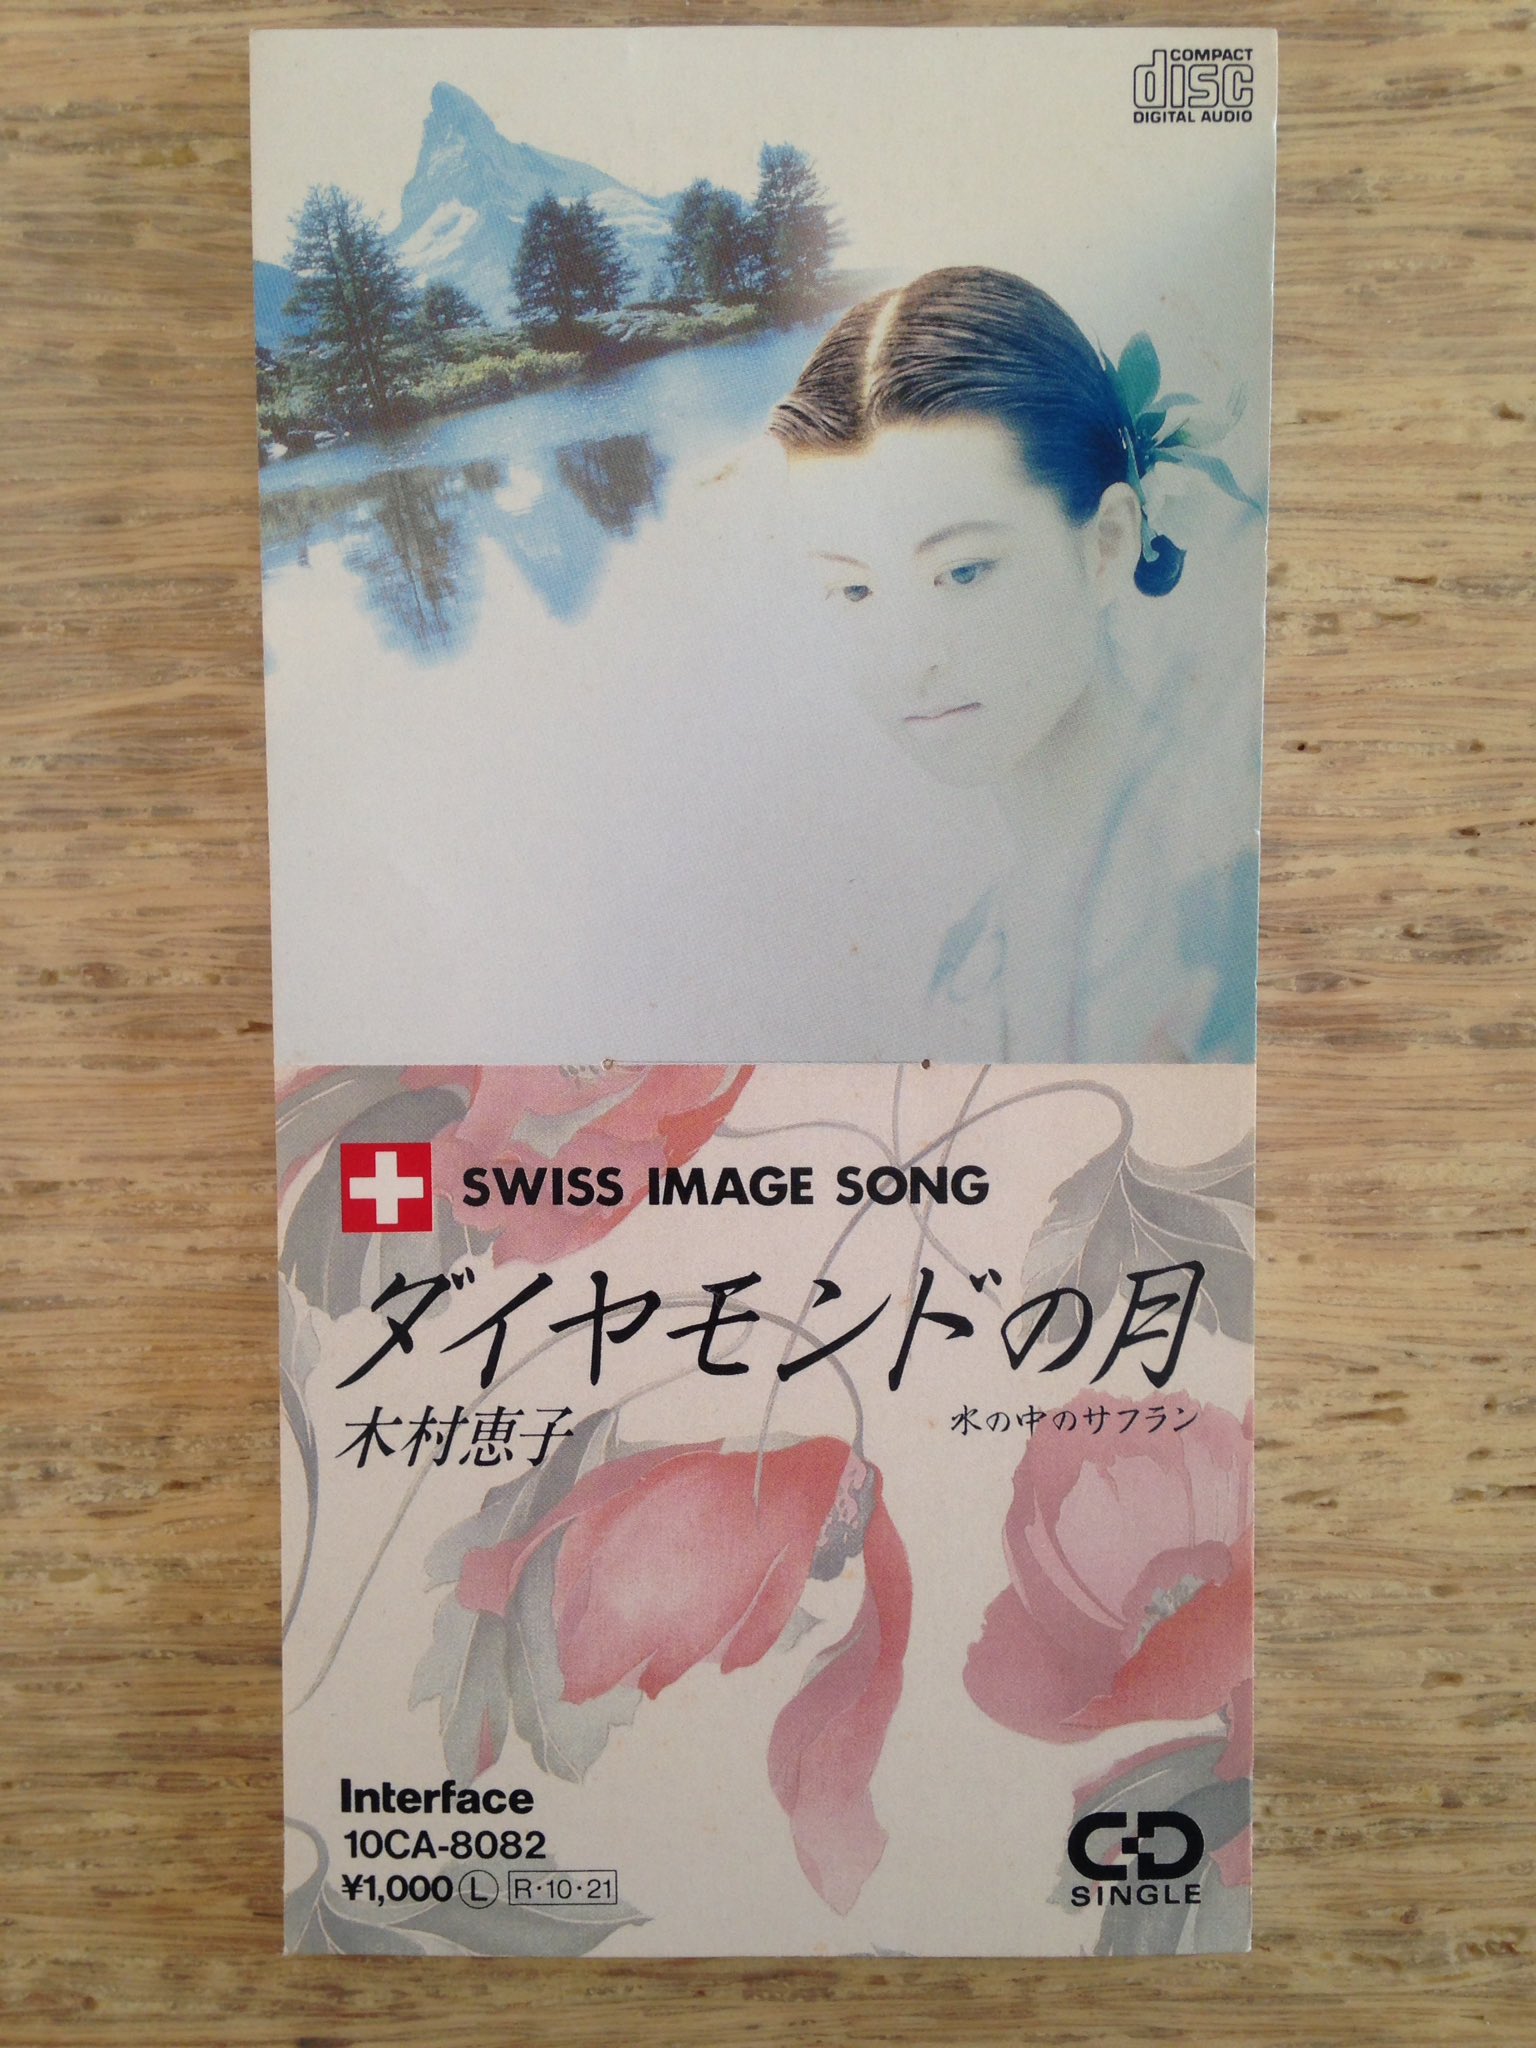 COMPACT
disc
DIGITAL AUDIO
SWISS IMAGE SONG
ダイヤモンドの月
木村恵子
水の中のサフラン
Interface
10CA-8082
¥1,000 Ⓛ R·10·21
CD
SINGLE